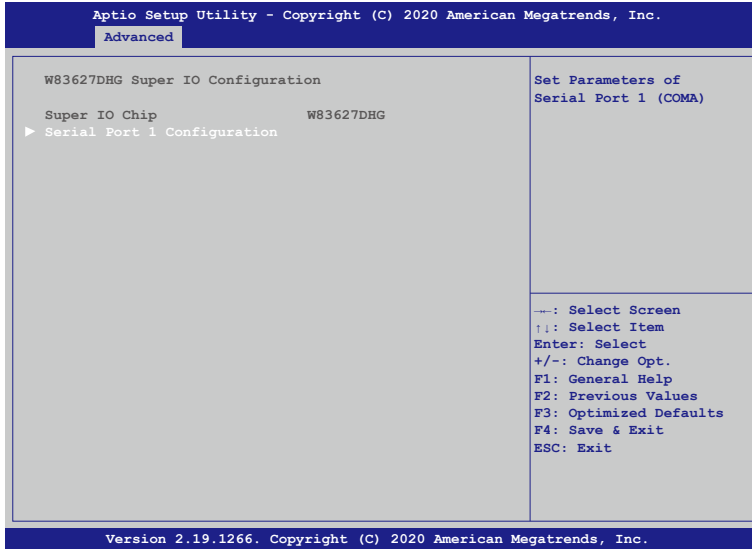 Aptio Setup Utility - Copyright (C) 2020 American Megatrends, Inc.
Advanced
W83627DHG Super IO Configuration
Super IO Chip W83627DHG
► Serial Port 1 Configuration
Set Parameters of
Serial Port 1 (COMA)
→←: Select Screen
↑↓: Select Item
Enter: Select
+/-: Change Opt.
F1: General Help
F2: Previous Values
F3: Optimized Defaults
F4: Save & Exit
ESC: Exit
Version 2.19.1266. Copyright (C) 2020 American Megatrends, Inc.